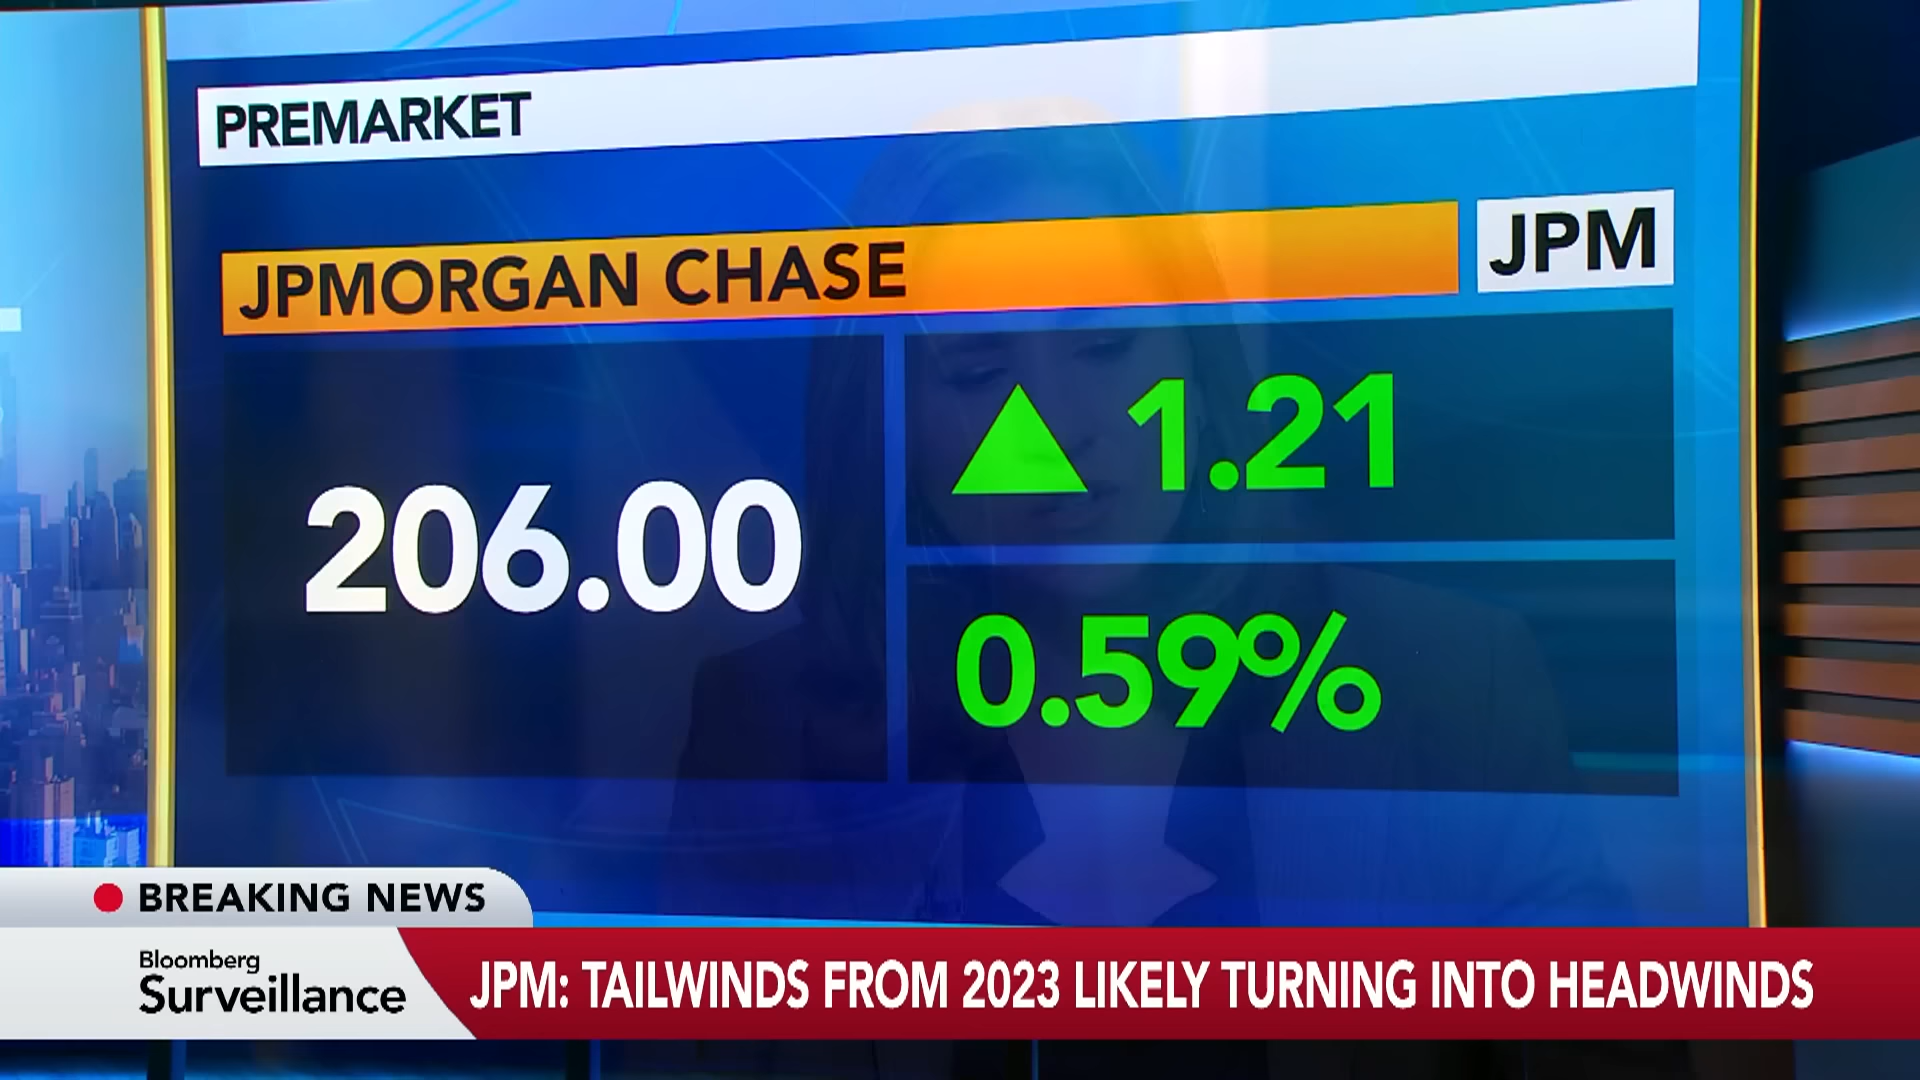 PREMARKET
JPMORGAN CHASE
JPM
206.00
▲ 1.21
0.59%
BREAKING NEWS
Bloomberg
Surveillance
JPM: TAILWINDS FROM 2023 LIKELY TURNING INTO HEADWINDS